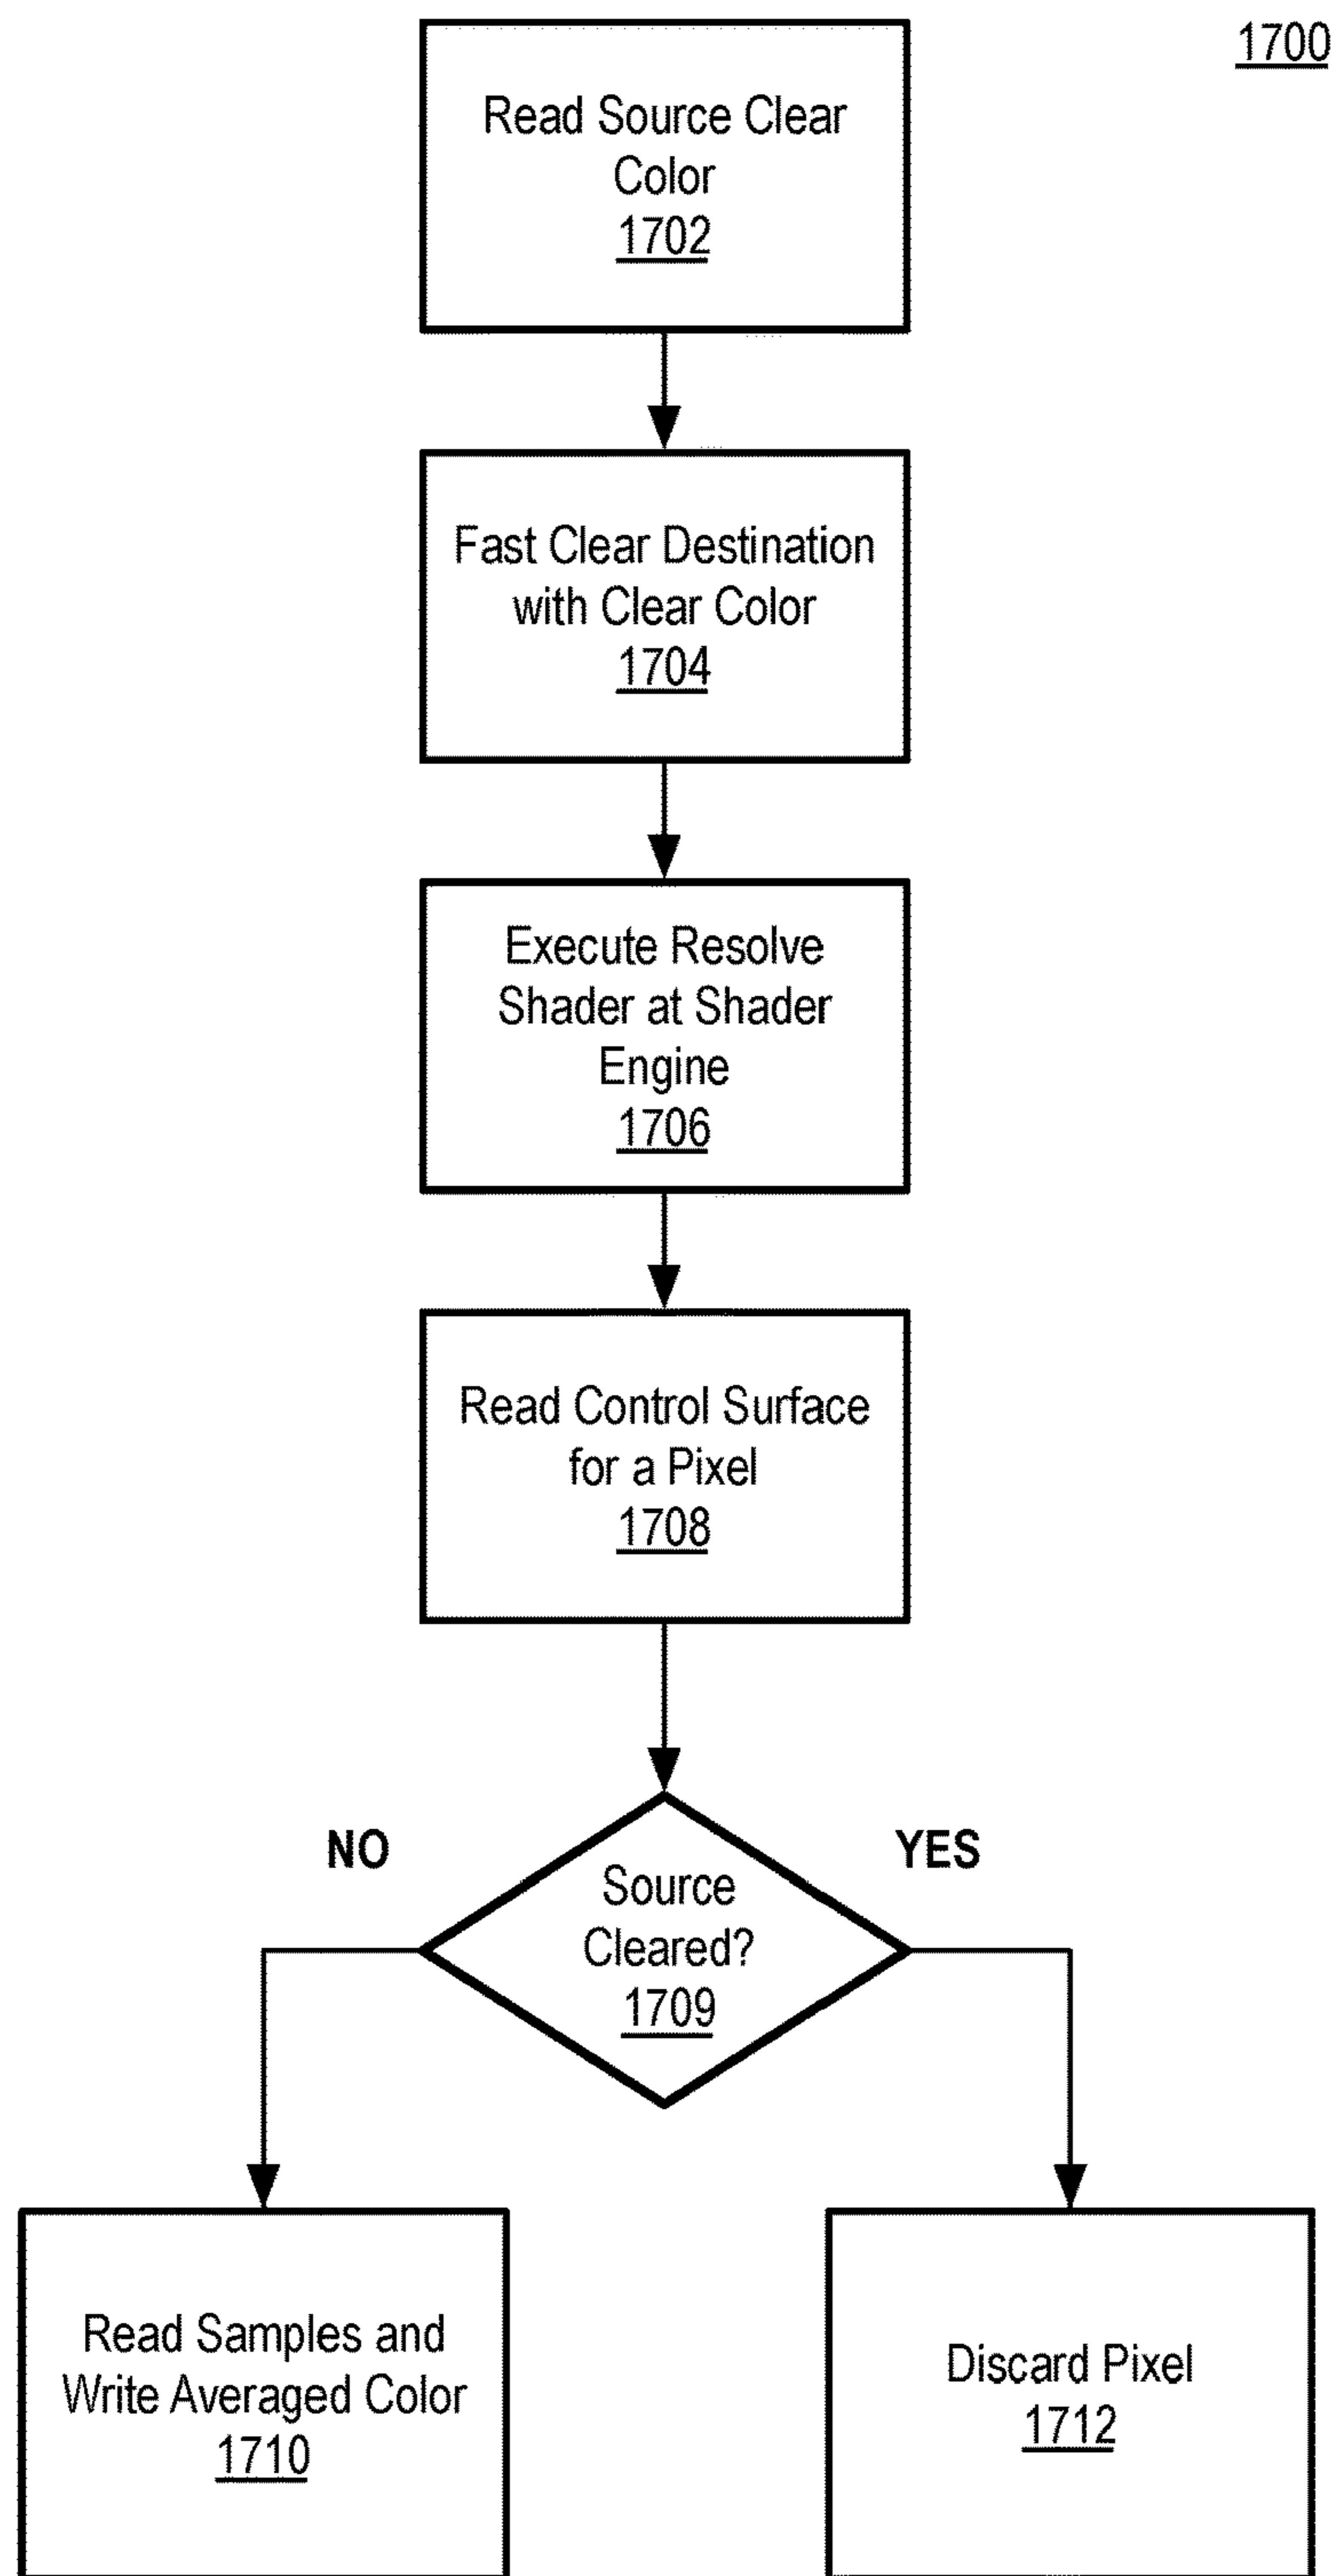 1700
Read Source Clear
Color
1702
Fast Clear Destination
with Clear Color
1704
Execute Resolve
Shader at Shader
Engine
1706
Read Control Surface
for a Pixel
1708
NO
YES
Source
Cleared?
1709
Read Samples and
Write Averaged Color
1710
Discard Pixel
1712